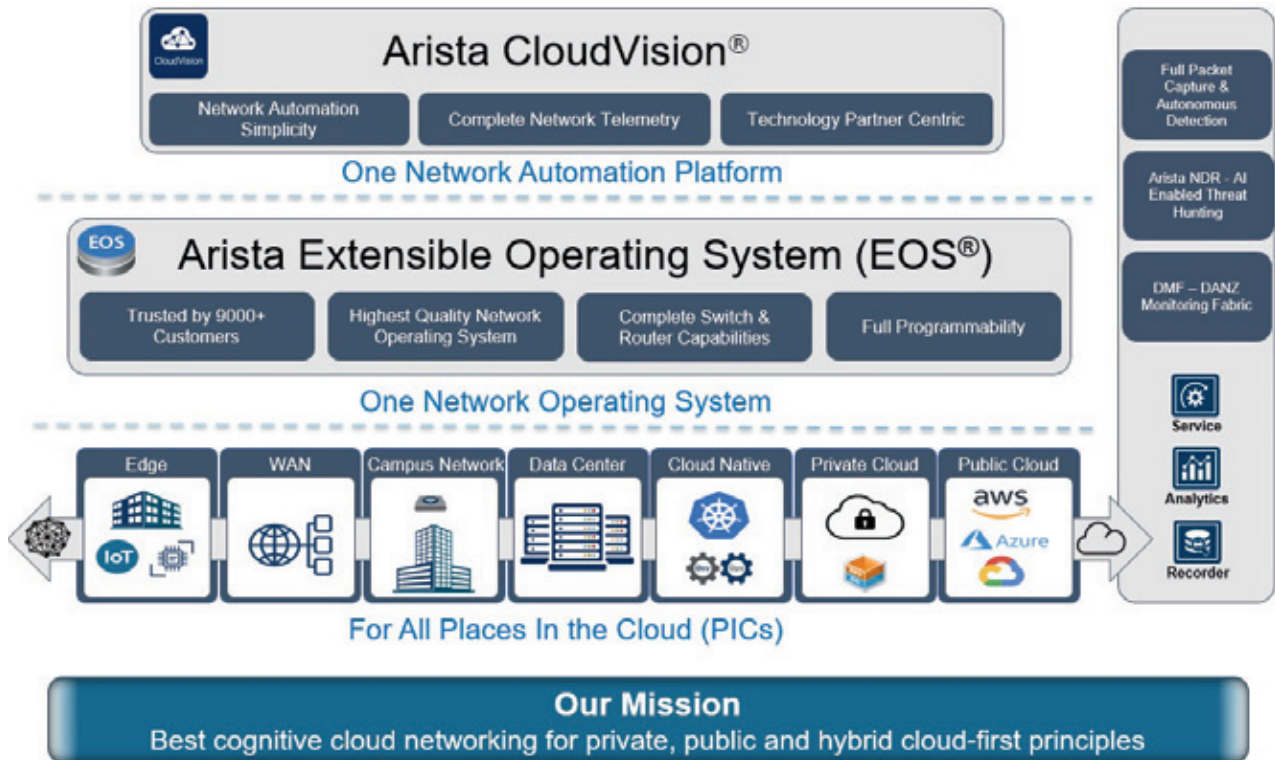 CloudVision
Arista CloudVision®
Network Automation
Simplicity
Complete Network Telemetry
Technology Partner Centric
One Network Automation Platform
EOS
Arista Extensible Operating System (EOS®)
Trusted by 9000+
Customers
Highest Quality Network
Operating System
Complete Switch &
Router Capabilities
Full Programmability
One Network Operating System
Edge
WAN
Campus Network
Data Center
Cloud Native
Private Cloud
Public Cloud
IoT
aws
Azure
For All Places In the Cloud (PICs)
Full Packet
Capture &
Autonomous
Detection
Arista NDR - AI
Enabled Threat
Hunting
DMF – DANZ
Monitoring Fabric
Service
Analytics
Recorder
Our Mission
Best cognitive cloud networking for private, public and hybrid cloud-first principles